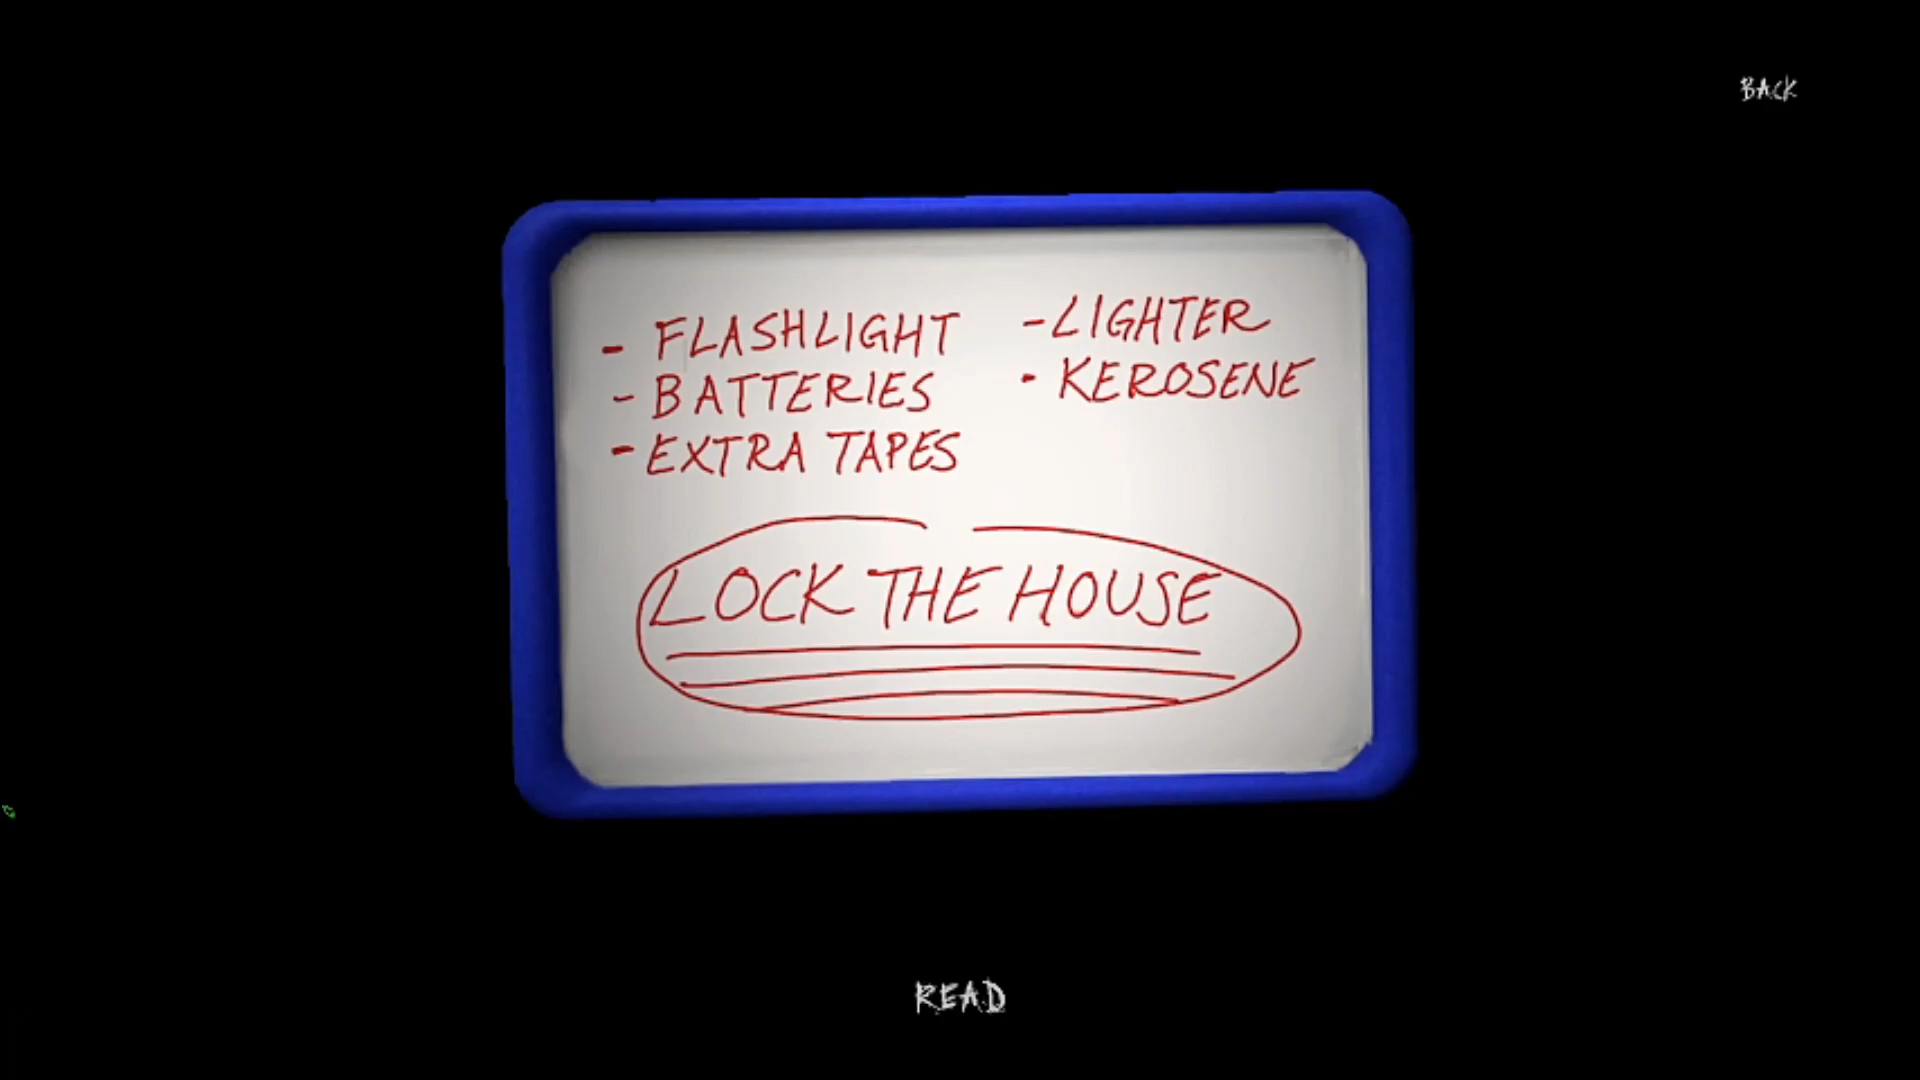 BACK
- FLASHLIGHT
- BATTERIES
- EXTRA TAPES
- LIGHTER
- KEROSENE
LOCK THE HOUSE
READ